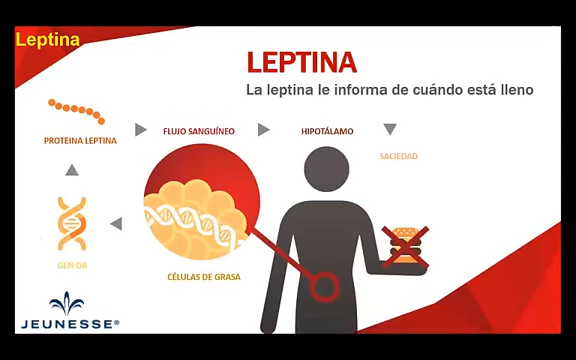 Leptina
LEPTINA
La leptina le informa de cuándo está lleno
PROTEINA LEPTINA
FLUJO SANGUÍNEO
HIPOTÁLAMO
SACIEDAD
GEN OB
CÉLULAS DE GRASA
JEUNESSE®